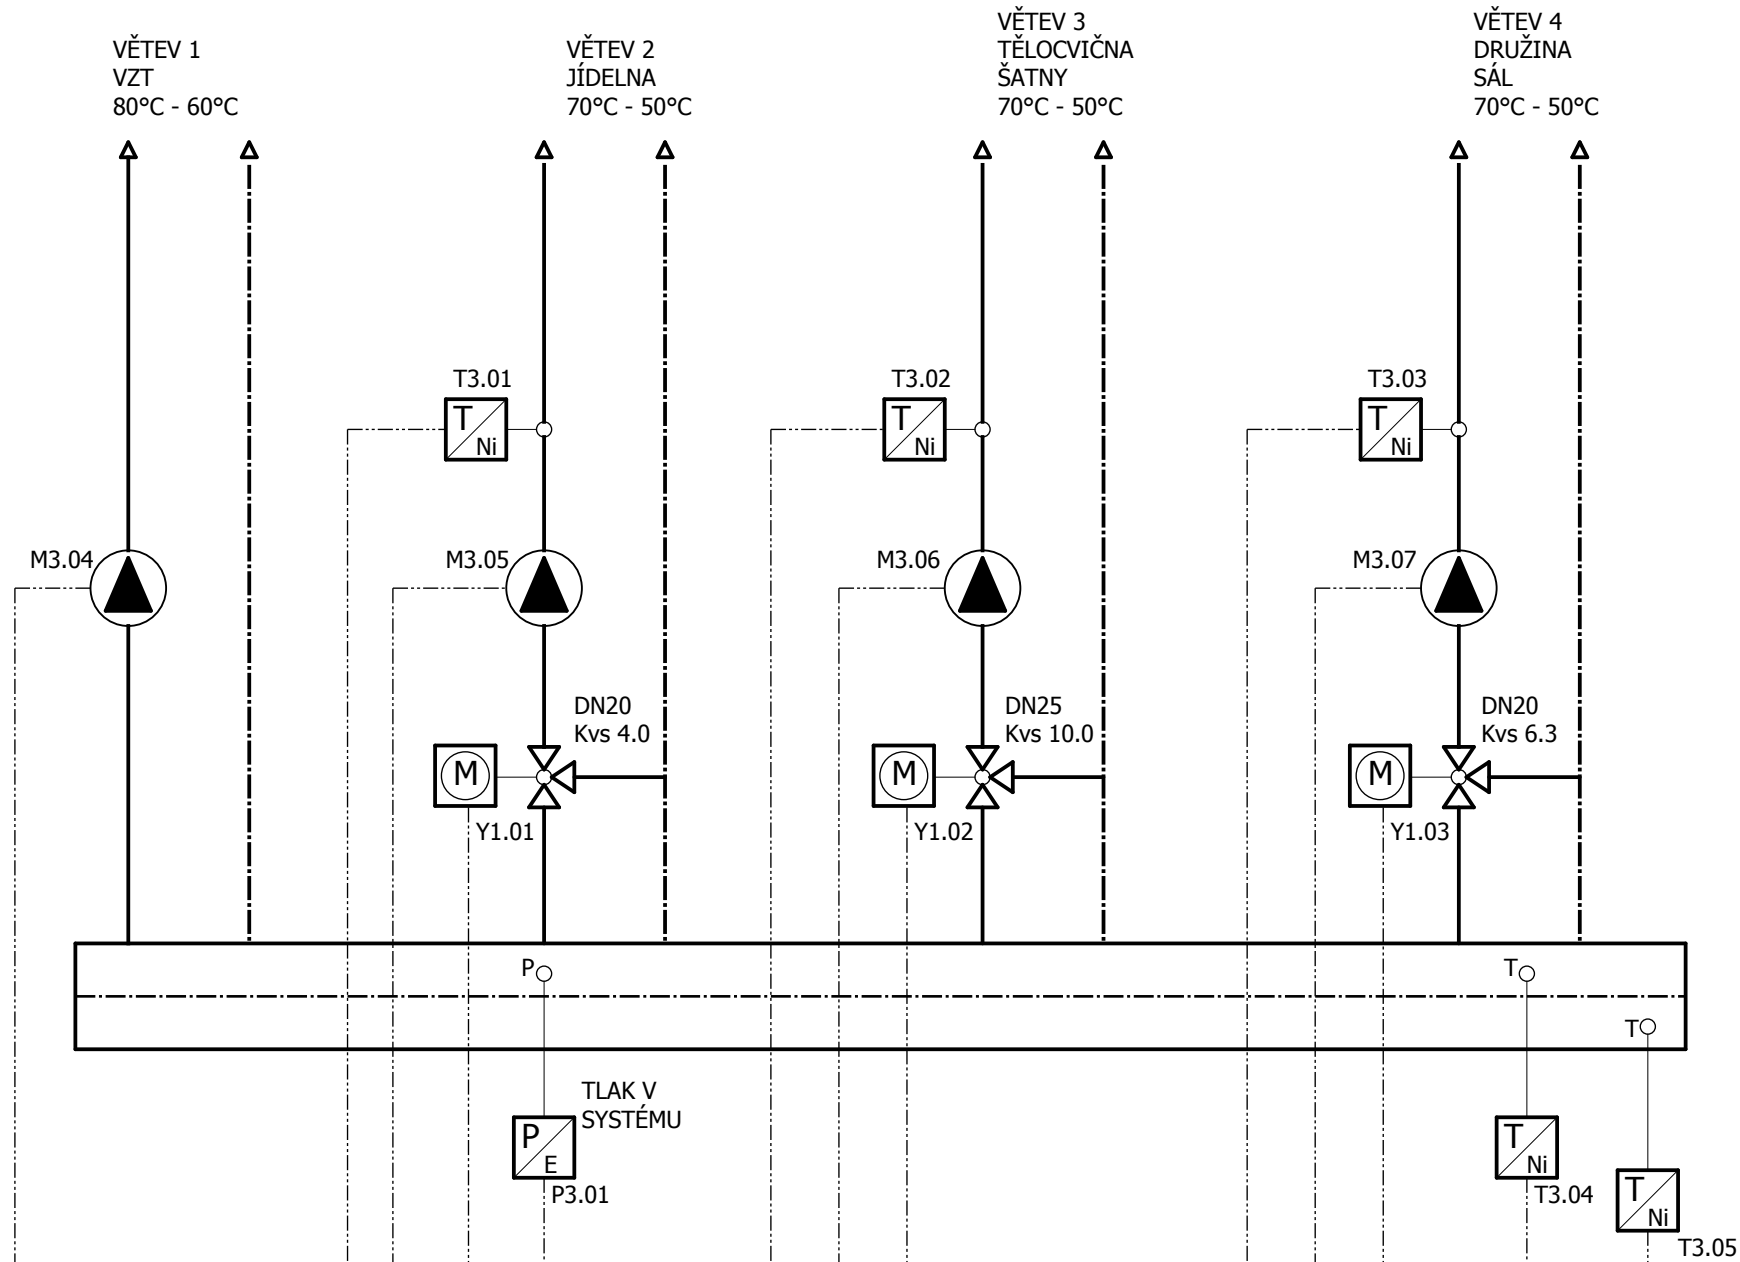 VĚTEV 1
VZT
80°C - 60°C
VĚTEV 2
JÍDELNA
70°C - 50°C
VĚTEV 3
TĚLOCVIČNA
ŠATNY
70°C - 50°C
VĚTEV 4
DRUŽINA
SÁL
70°C - 50°C
T3.01
T
Ni
T3.02
T
Ni
T3.03
T
Ni
M3.04
M3.05
M3.06
M3.07
DN20
Kvs 4.0
M
Y1.01
DN25
Kvs 10.0
M
Y1.02
DN20
Kvs 6.3
M
Y1.03
P
T
T
TLAK V
SYSTÉMU
P
E
P3.01
T
Ni
T3.04
T
Ni
T3.05